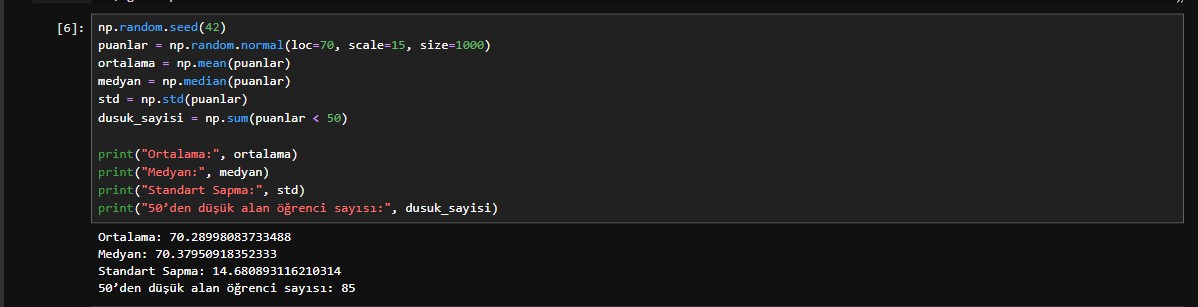 [6]: np.random.seed(42)
puanlar = np.random.normal(loc=70, scale=15, size=1000)
ortalama = np.mean(puanlar)
medyan = np.median(puanlar)
std = np.std(puanlar)
dusuk_sayisi = np.sum(puanlar < 50)
print("Ortalama:", ortalama)
print("Medyan:", medyan)
print("Standart Sapma:", std)
print("50’den düşük alan öğrenci sayısı:", dusuk_sayisi)
Ortalama: 70.28998083733488
Medyan: 70.37950918352333
Standart Sapma: 14.680893116210314
50’den düşük alan öğrenci sayısı: 85